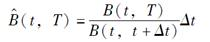 B̂(t, T) = B(t, T) / B(t, t+Δt) Δt